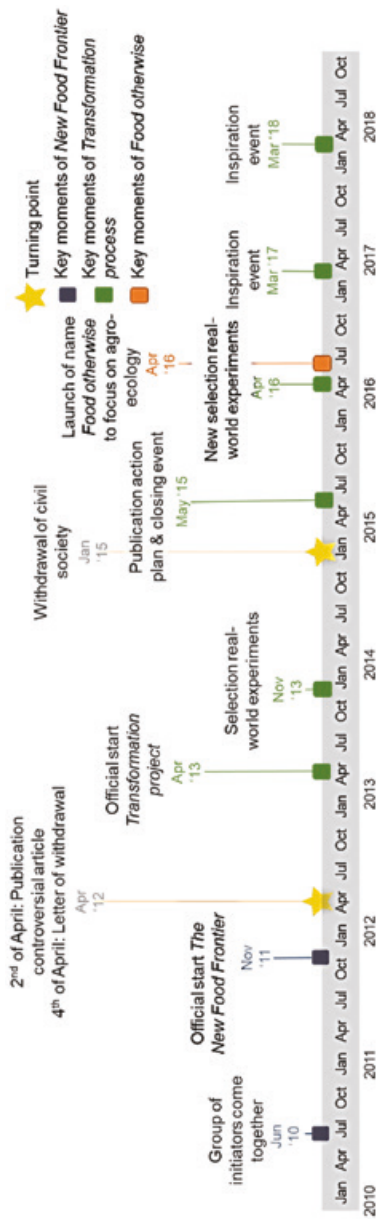 Turning point
Key moments of New Food Frontier
Key moments of Transformation
process
Key moments of Food otherwise
2nd of April: Publication
controversial article
4th of April: Letter of withdrawal
Apr
'12
Withdrawal of civil
society
Jan
'15
Launch of name
Food otherwise
to focus on agro-
ecology
Apr
'16
Official start
Transformation
project
Apr
'13
Publication action
plan & closing event
May '15
Group of
initiators come
together
Jun
'10
Official start The
New Food Frontier
Nov
'11
Selection real-
world experiments
Nov
'13
New selection real-
world experiments
Apr
'16
Inspiration
event
Mar '17
Inspiration
event
Mar '18
Jan Apr Jul Oct Jan Apr Jul Oct Jan Apr Jul Oct Jan Apr Jul Oct Jan Apr Jul Oct Jan Apr Jul Oct Jan Apr Jul Oct Jan Apr Jul Oct Jan Apr Jul Oct
2010 2011 2012 2013 2014 2015 2016 2017 2018